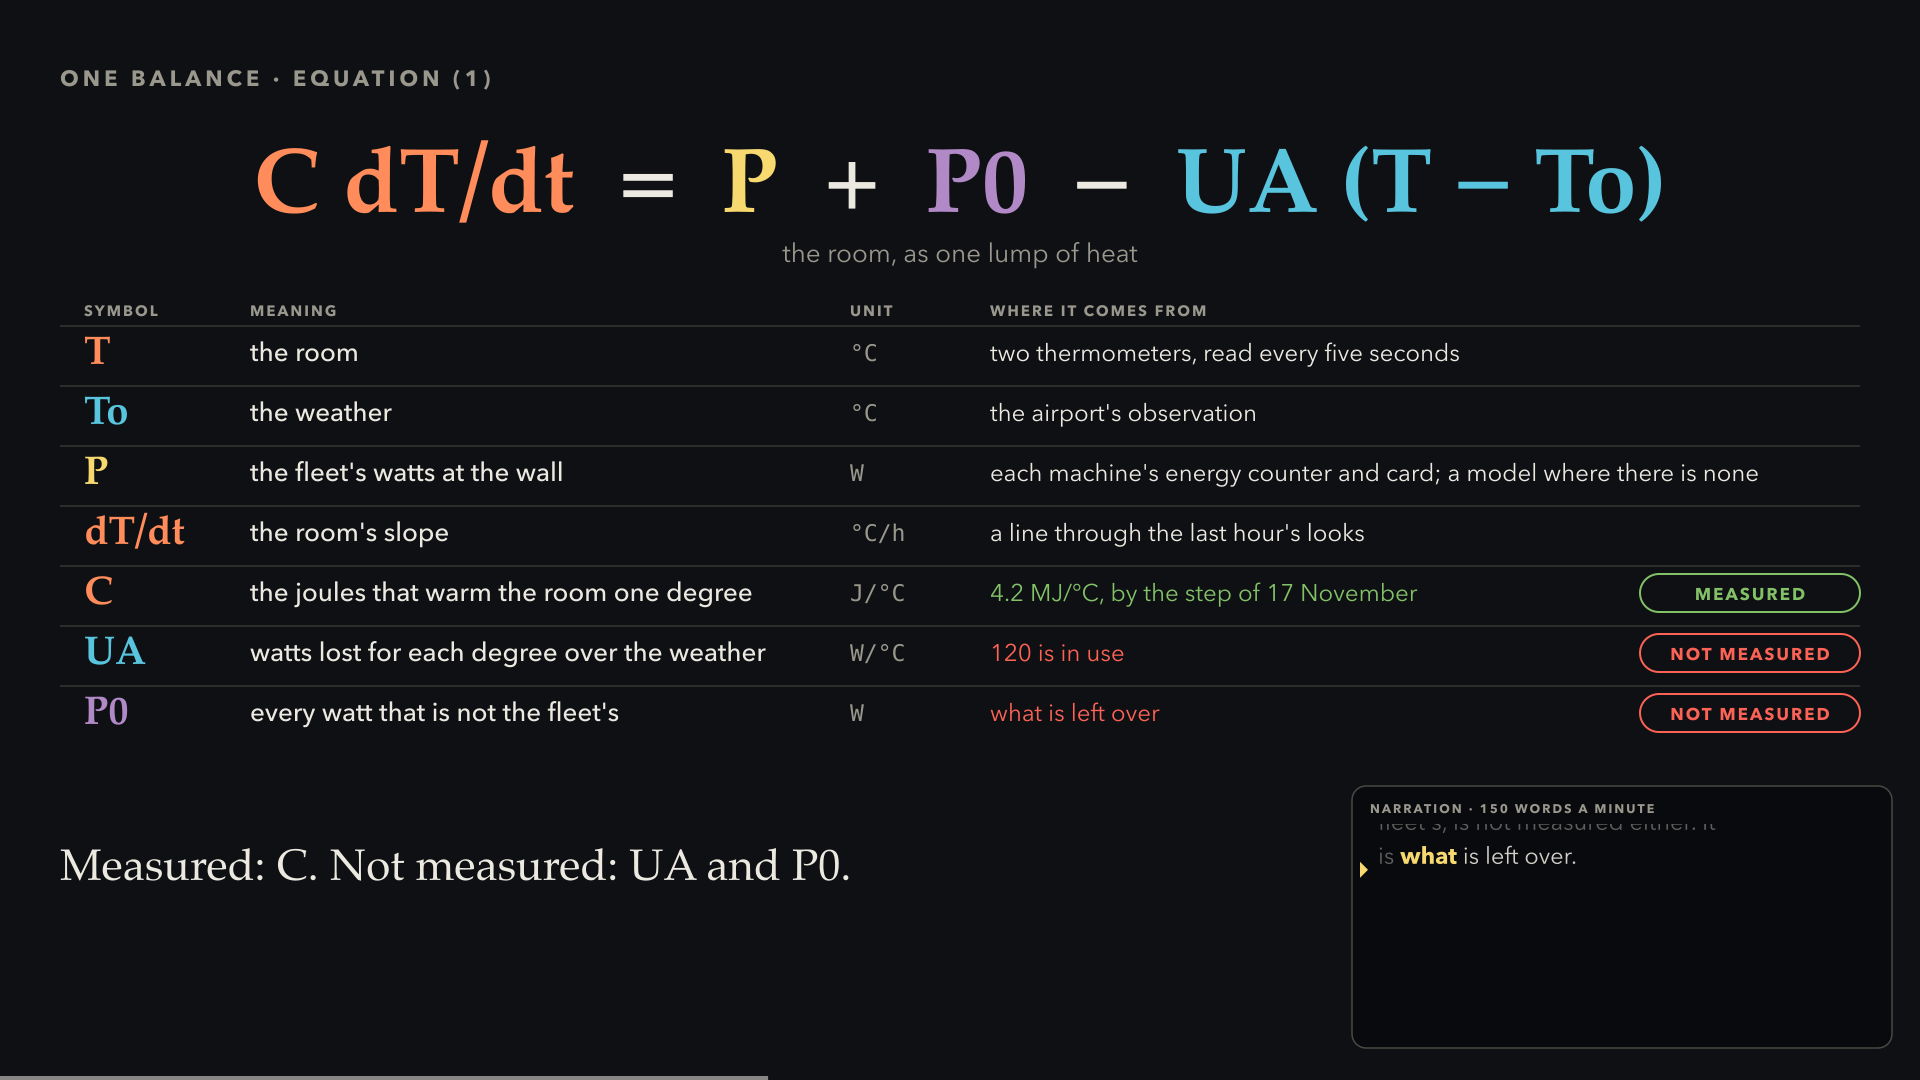 ONE BALANCE · EQUATION (1)
C dT/dt = P + P0 − UA (T − To)
the room, as one lump of heat
SYMBOL MEANING UNIT WHERE IT COMES FROM
T the room °C two thermometers, read every five seconds
To the weather °C the airport's observation
P the fleet's watts at the wall W each machine's energy counter and card; a model where there is none
dT/dt the room's slope °C/h a line through the last hour's looks
C the joules that warm the room one degree J/°C 4.2 MJ/°C, by the step of 17 November MEASURED
UA watts lost for each degree over the weather W/°C 120 is in use NOT MEASURED
P0 every watt that is not the fleet's W what is left over NOT MEASURED
Measured: C. Not measured: UA and P0.
NARRATION · 150 WORDS A MINUTE
fleet's, is not measured either. It
is what is left over.